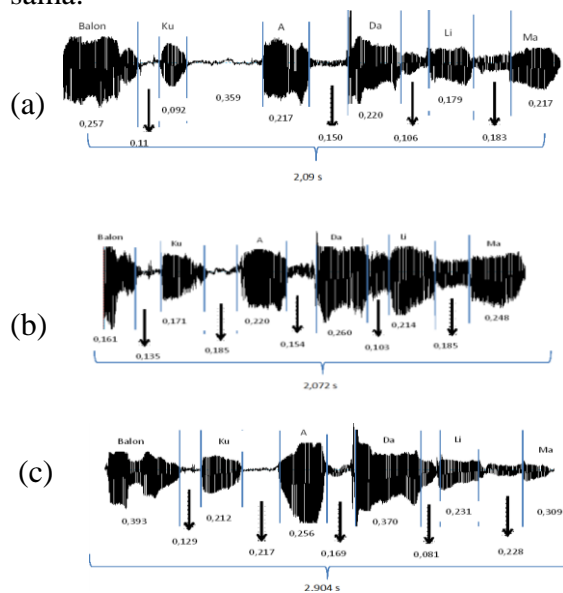 sama.
Balon Ku A Da Li Ma
(a)
0,257 0,11 0,092 0,359 0,217 0,150 0,220 0,106 0,179 0,183 0,217
2,09 s
Balon Ku A Da Li Ma
(b)
0,161 0,135 0,171 0,185 0,220 0,154 0,260 0,103 0,214 0,185 0,248
2,072 s
Balon Ku A Da Li Ma
(c)
0,393 0,129 0,212 0,217 0,256 0,169 0,370 0,081 0,231 0,228 0,309
2,904 s